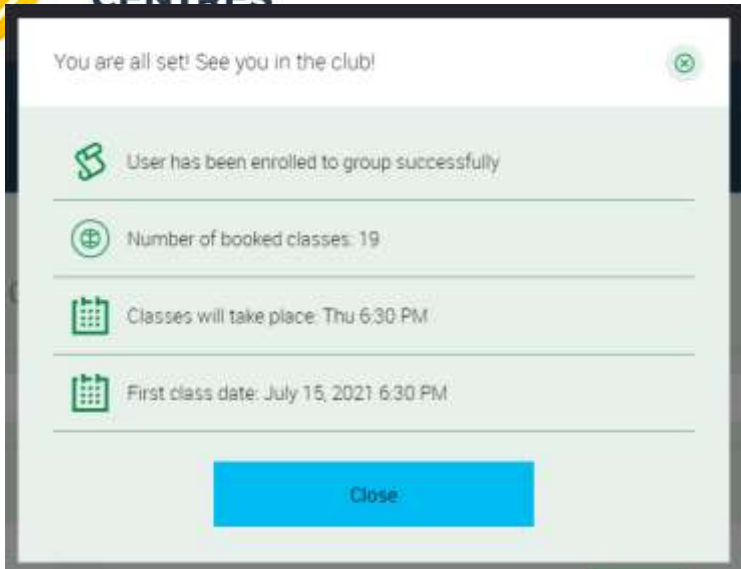 CENTRES
You are all set! See you in the club!
User has been enrolled to group successfully
Number of booked classes: 19
Classes will take place: Thu 6:30 PM
First class date: July 15, 2021 6:30 PM
Close